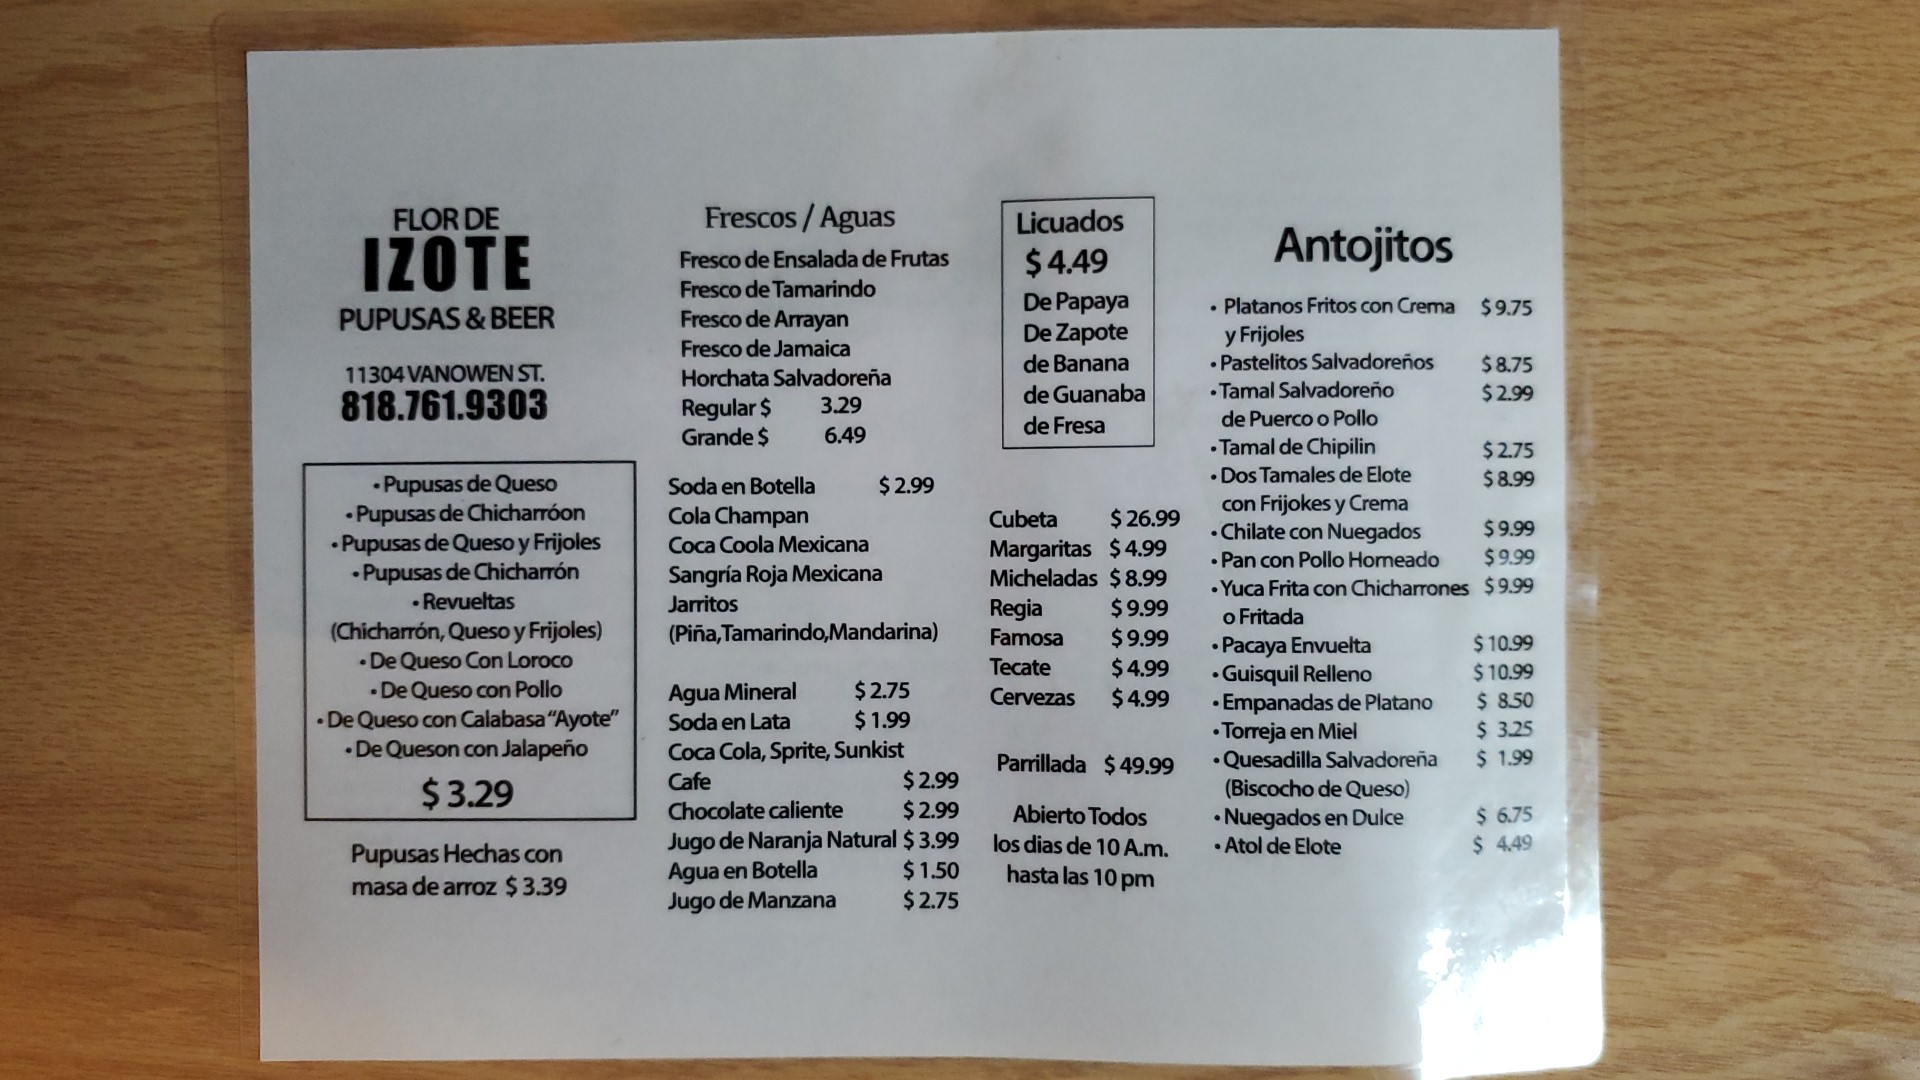 FLOR DE
IZOTE
PUPUSAS & BEER
11304 VANOWEN ST.
818.761.9303
• Pupusas de Queso
• Pupusas de Chicharróon
• Pupusas de Queso y Frijoles
• Pupusas de Chicharrón
• Revueltas
(Chicharrón, Queso y Frijoles)
• De Queso Con Loroco
• De Queso con Pollo
• De Queso con Calabasa “Ayote”
• De Queson con Jalapeño
$ 3.29
Pupusas Hechas con
masa de arroz $ 3.39
Frescos / Aguas
Fresco de Ensalada de Frutas
Fresco de Tamarindo
Fresco de Arrayan
Fresco de Jamaica
Horchata Salvadoreña
Regular $ 3.29
Grande $ 6.49
Soda en Botella $ 2.99
Cola Champan
Coca Coola Mexicana
Sangría Roja Mexicana
Jarritos
(Piña,Tamarindo,Mandarina)
Agua Mineral $ 2.75
Soda en Lata $ 1.99
Coca Cola, Sprite, Sunkist
Cafe $ 2.99
Chocolate caliente $ 2.99
Jugo de Naranja Natural $ 3.99
Agua en Botella $ 1.50
Jugo de Manzana $ 2.75
Licuados
$ 4.49
De Papaya
De Zapote
de Banana
de Guanaba
de Fresa
Cubeta $ 26.99
Margaritas $ 4.99
Micheladas $ 8.99
Regia $ 9.99
Famosa $ 9.99
Tecate $ 4.99
Cervezas $ 4.99
Parrillada $ 49.99
Abierto Todos
los dias de 10 A.m.
hasta las 10 pm
Antojitos
• Platanos Fritos con Crema $ 9.75
y Frijoles
• Pastelitos Salvadoreños $ 8.75
• Tamal Salvadoreño $ 2.99
de Puerco o Pollo
• Tamal de Chipilin $ 2.75
• Dos Tamales de Elote $ 8.99
con Frijokes y Crema
• Chilate con Nuegados $ 9.99
• Pan con Pollo Horneado $ 9.99
• Yuca Frita con Chicharrones $ 9.99
o Fritada
• Pacaya Envuelta $ 10.99
• Guisquil Relleno $ 10.99
• Empanadas de Platano $ 8.50
• Torreja en Miel $ 3.25
• Quesadilla Salvadoreña $ 1.99
(Biscocho de Queso)
• Nuegados en Dulce $ 6.75
• Atol de Elote $ 4.49